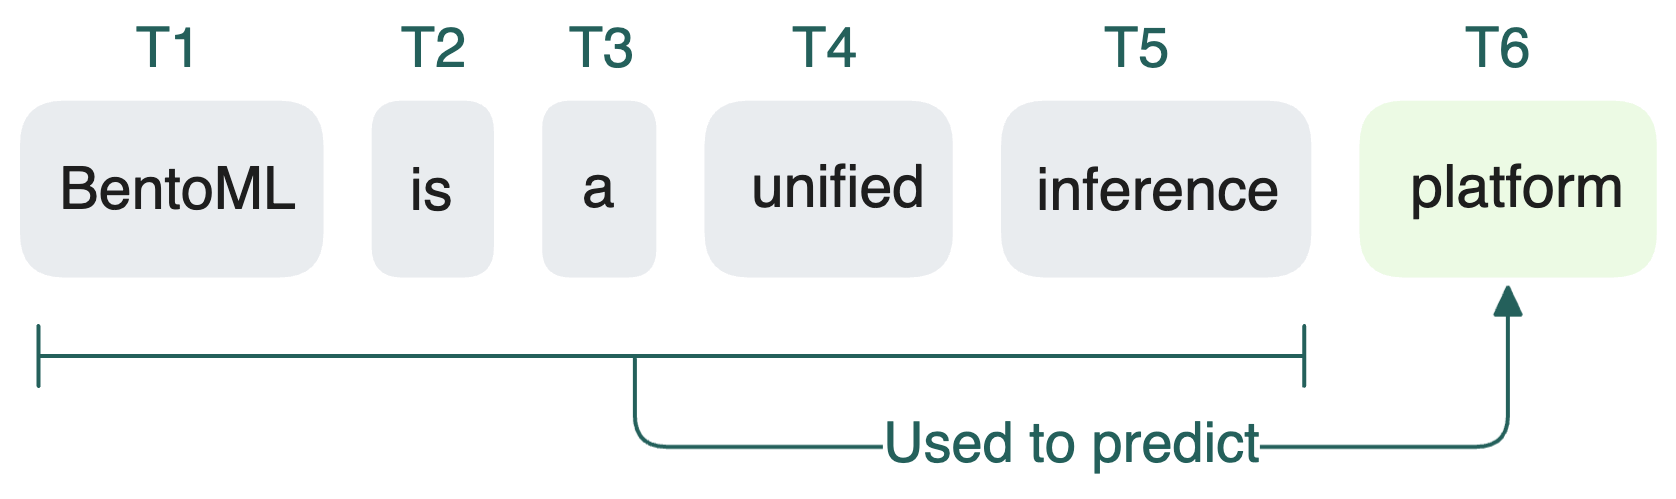 T1 T2 T3 T4 T5 T6
BentoML is a unified inference platform
Used to predict